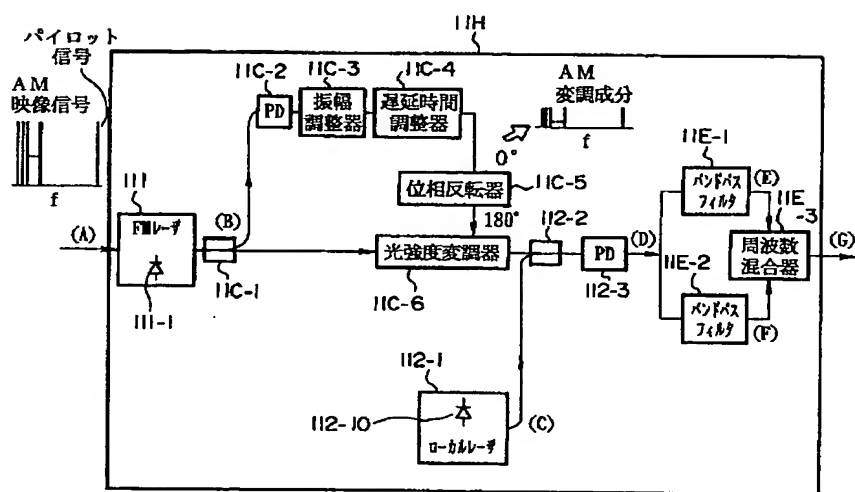 11H
パイロット
信号
AM
映像信号
f
11C-2
PD
11C-3
振幅
調整器
11C-4
遅延時間
調整器
AM
変調成分
f
0°
位相反転器
11C-5
180°
11E-1
バンドパス
フィルタ
(E)
11E
-3
周波数
混合器
(G)
(A)
111
FMレーザ
111-1
(B)
11C-1
光強度変調器
11C-6
112-2
PD
112-3
(D)
11E-2
バンドパス
フィルタ
(F)
112-1
112-10
ローカルレーザ
(C)